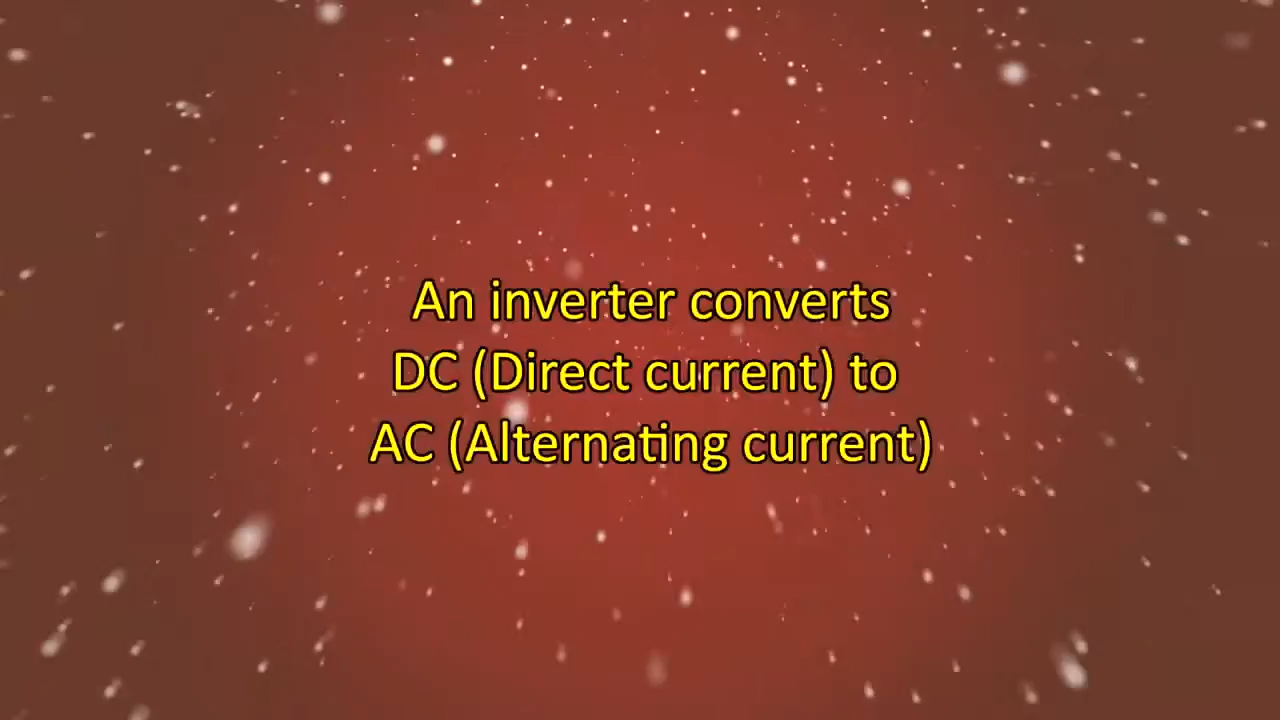 An inverter converts
DC (Direct current) to
AC (Alternating current)